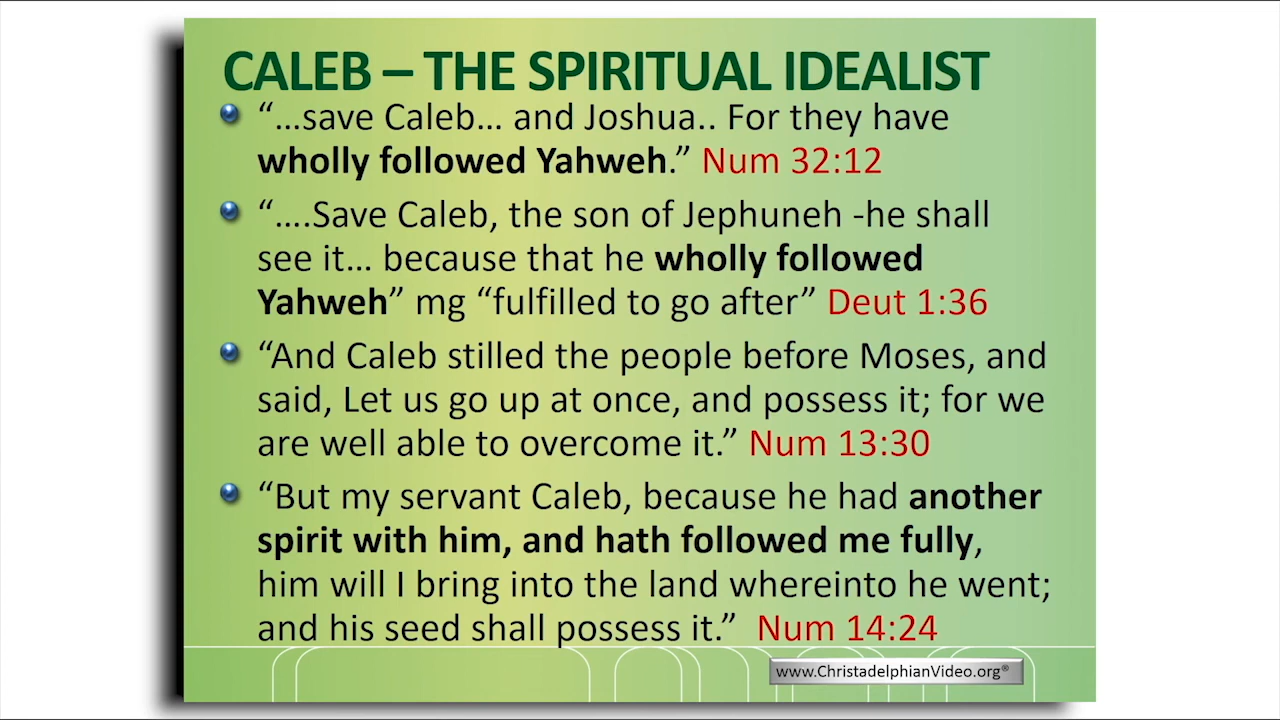 CALEB – THE SPIRITUAL IDEALIST
“…save Caleb… and Joshua.. For they have
wholly followed Yahweh.” Num 32:12
“….Save Caleb, the son of Jephuneh -he shall
see it… because that he wholly followed
Yahweh” mg “fulfilled to go after” Deut 1:36
“And Caleb stilled the people before Moses, and
said, Let us go up at once, and possess it; for we
are well able to overcome it.” Num 13:30
“But my servant Caleb, because he had another
spirit with him, and hath followed me fully,
him will I bring into the land whereinto he went;
and his seed shall possess it.” Num 14:24
www.ChristadelphianVideo.org®